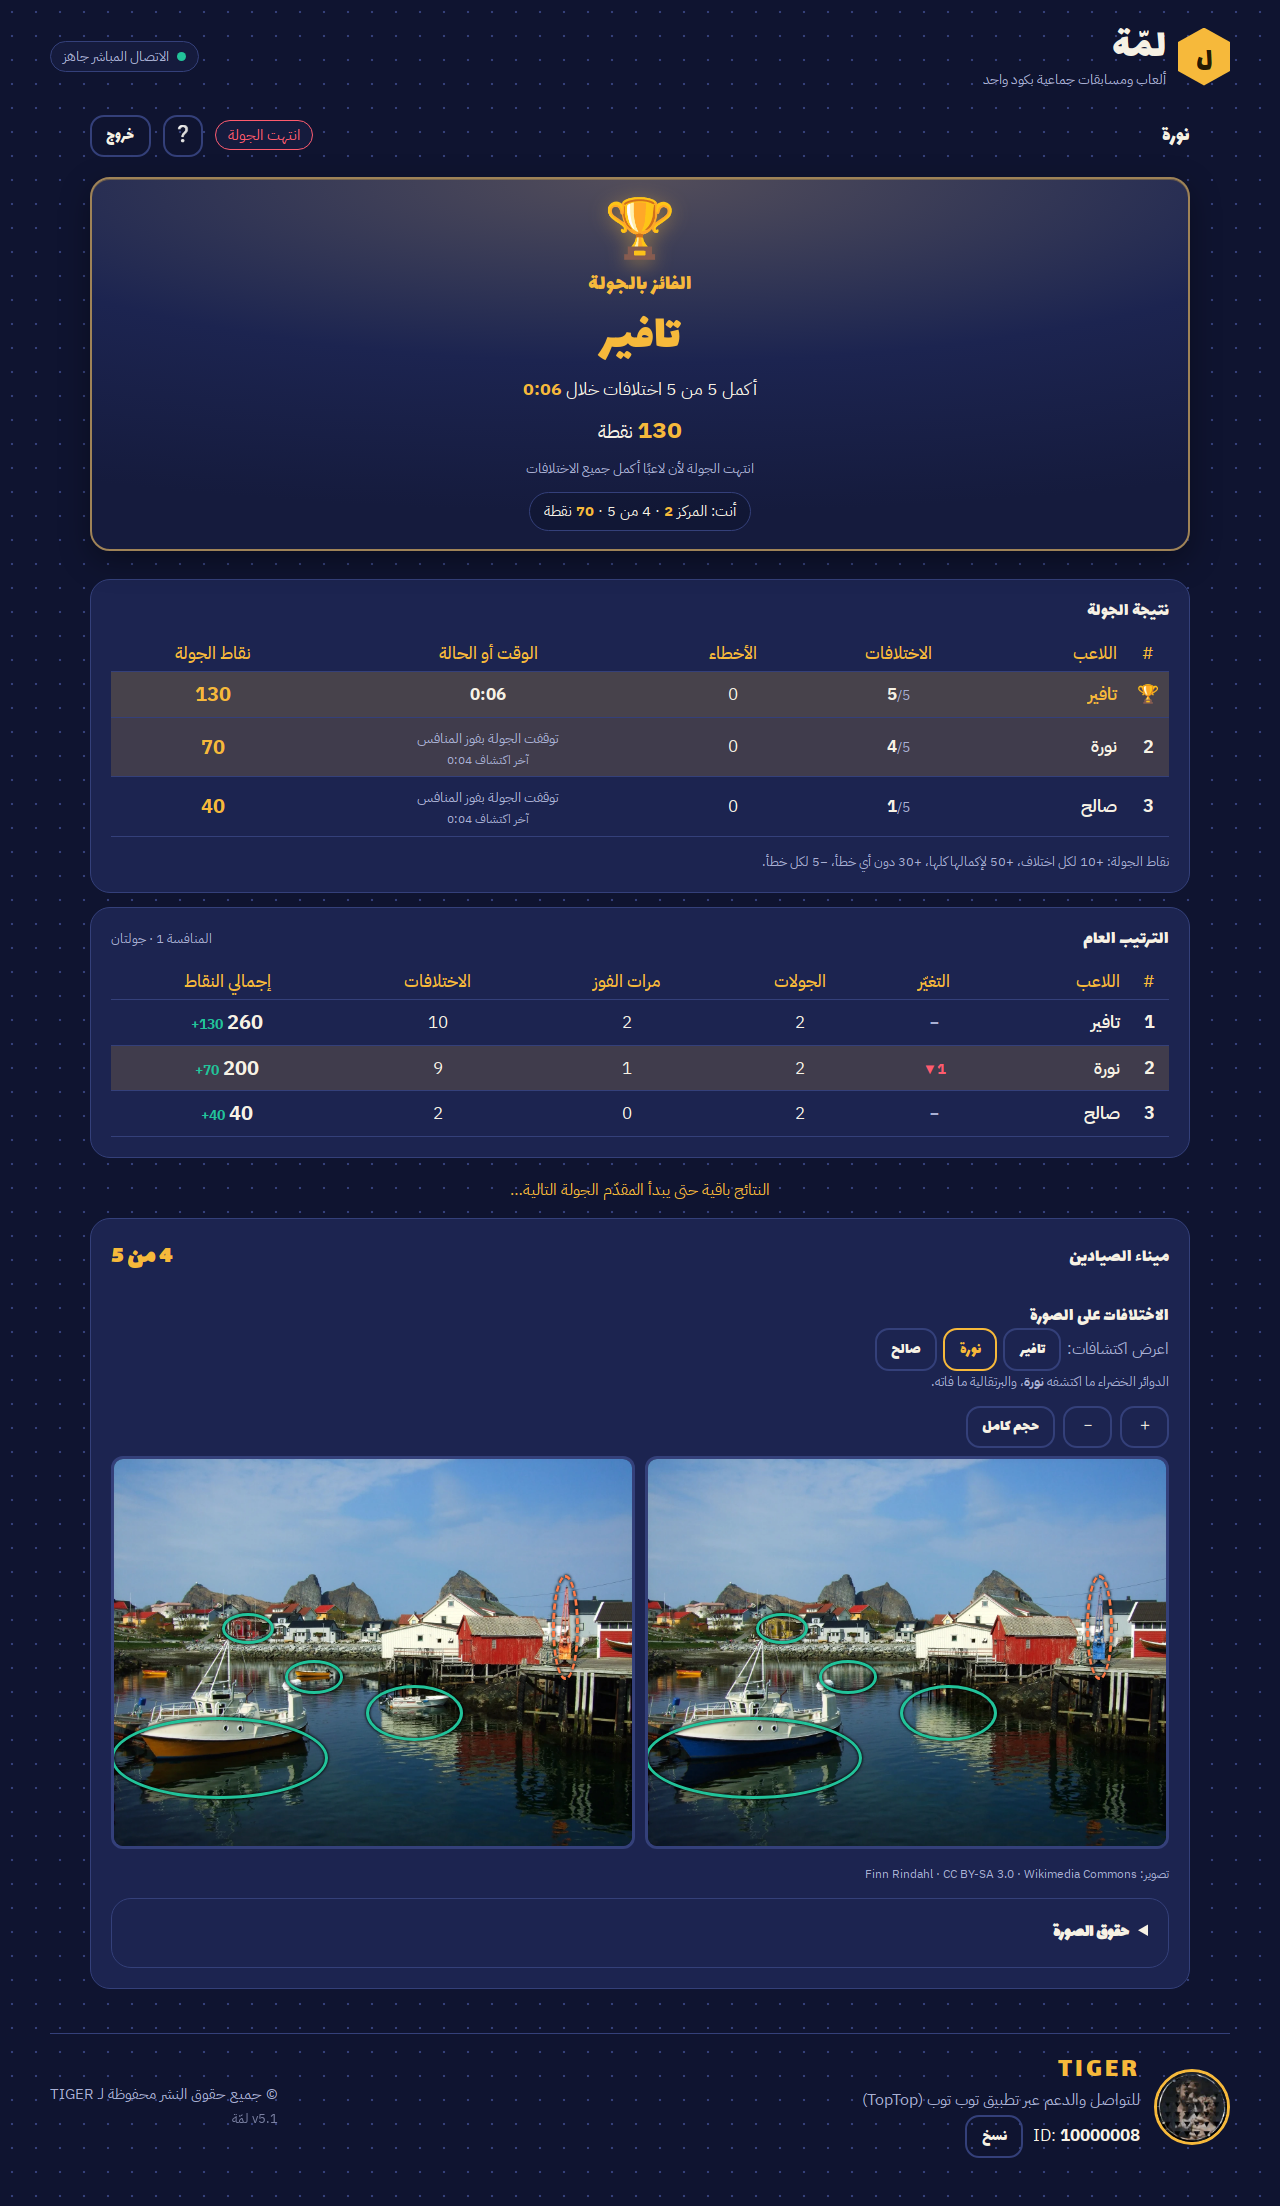 ل
لمّة
ألعاب ومسابقات جماعية بكود واحد
الاتصال المباشر جاهز
نورة
انتهت الجولة
?
خروج
الفائز بالجولة
تافير
أكمل 5 من 5 اختلافات خلال 0:06
130 نقطة
انتهت الجولة لأن لاعبًا أكمل جميع الاختلافات
أنت: المركز 2 · 4 من 5 · 70 نقطة
نتيجة الجولة
# اللاعب الاختلافات الأخطاء الوقت أو الحالة نقاط الجولة
تافير 5/5 0 0:06 130
2 نورة 4/5 0 توقفت الجولة بفوز المنافس 70
آخر اكتشاف 0:04
3 صالح 1/5 0 توقفت الجولة بفوز المنافس 40
آخر اكتشاف 0:04
نقاط الجولة: +10 لكل اختلاف، +50 لإكمالها كلها، +30 دون أي خطأ، −5 لكل خطأ.
الترتيب العام
المنافسة 1 · جولتان
# اللاعب التغيّر الجولات مرات الفوز الاختلافات إجمالي النقاط
1 تافير – 2 2 10 260 +130
2 نورة ▼1 2 1 9 200 +70
3 صالح – 2 0 2 40 +40
النتائج باقية حتى يبدأ المقدّم الجولة التالية…
ميناء الصيادين
4 من 5
الاختلافات على الصورة
اعرض اكتشافات: تافير نورة صالح
الدوائر الخضراء ما اكتشفه نورة، والبرتقالية ما فاته.
+ − حجم كامل
تصوير: Finn Rindahl · CC BY-SA 3.0 · Wikimedia Commons
◀ حقوق الصورة
TIGER
للتواصل والدعم عبر تطبيق توب توب (TopTop)
ID: 10000008
نسخ
© جميع حقوق النشر محفوظة لـ TIGER
لمّة v5.1